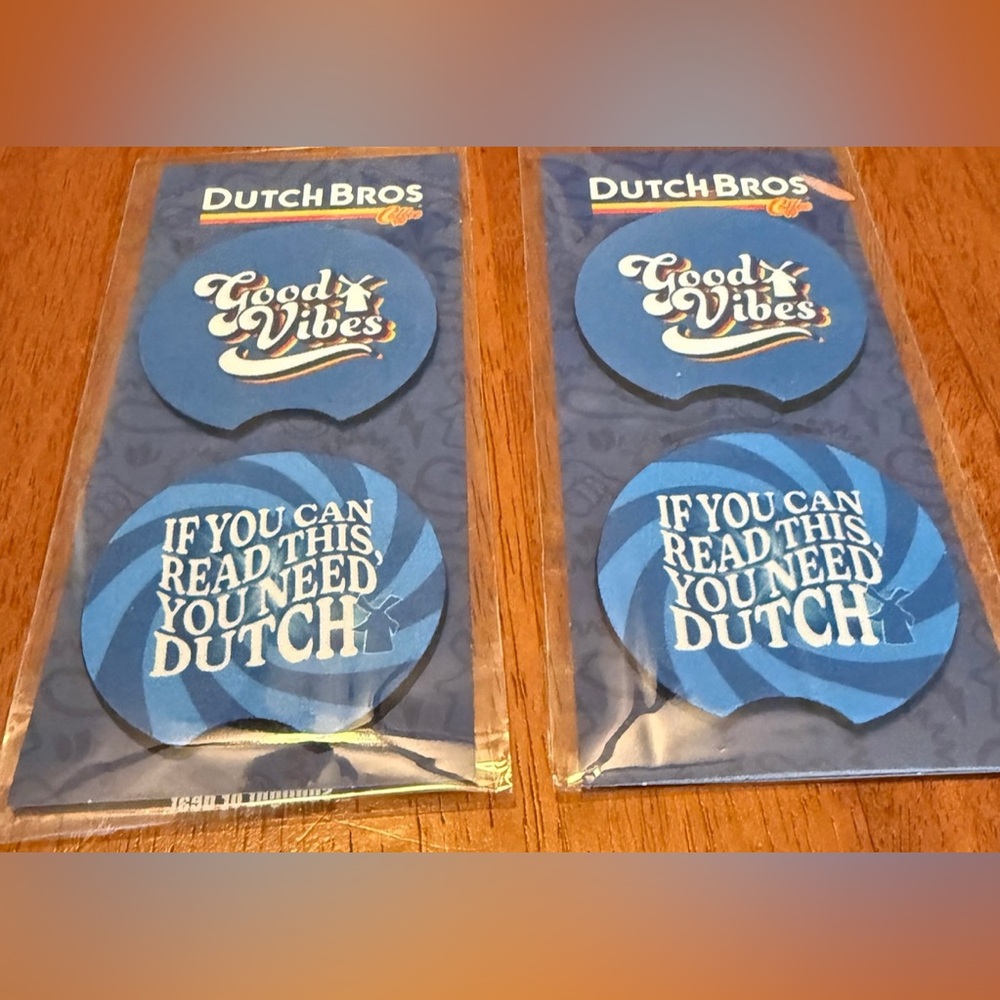 DUTCH BROS
Coffee
Good
Vibes
IF YOU CAN
READ THIS,
YOU NEED
DUTCH
DUTCH BROS
Coffee
Good
Vibes
IF YOU CAN
READ THIS,
YOU NEED
DUTCH